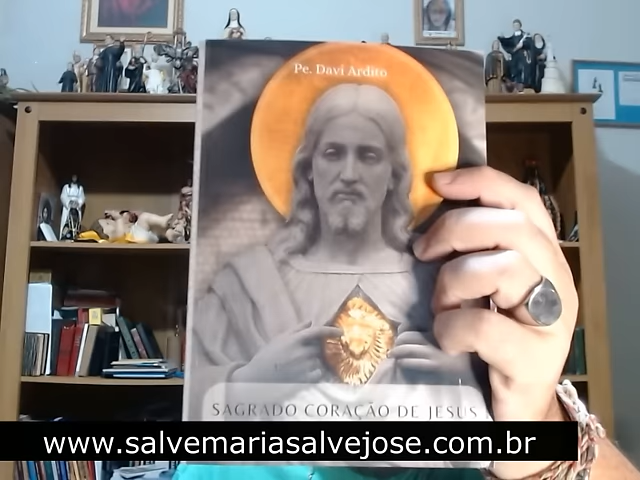 Pe. Davi Ardito
SAGRADO CORAÇÃO DE JESUS
www.salvemariasalvejose.com.br